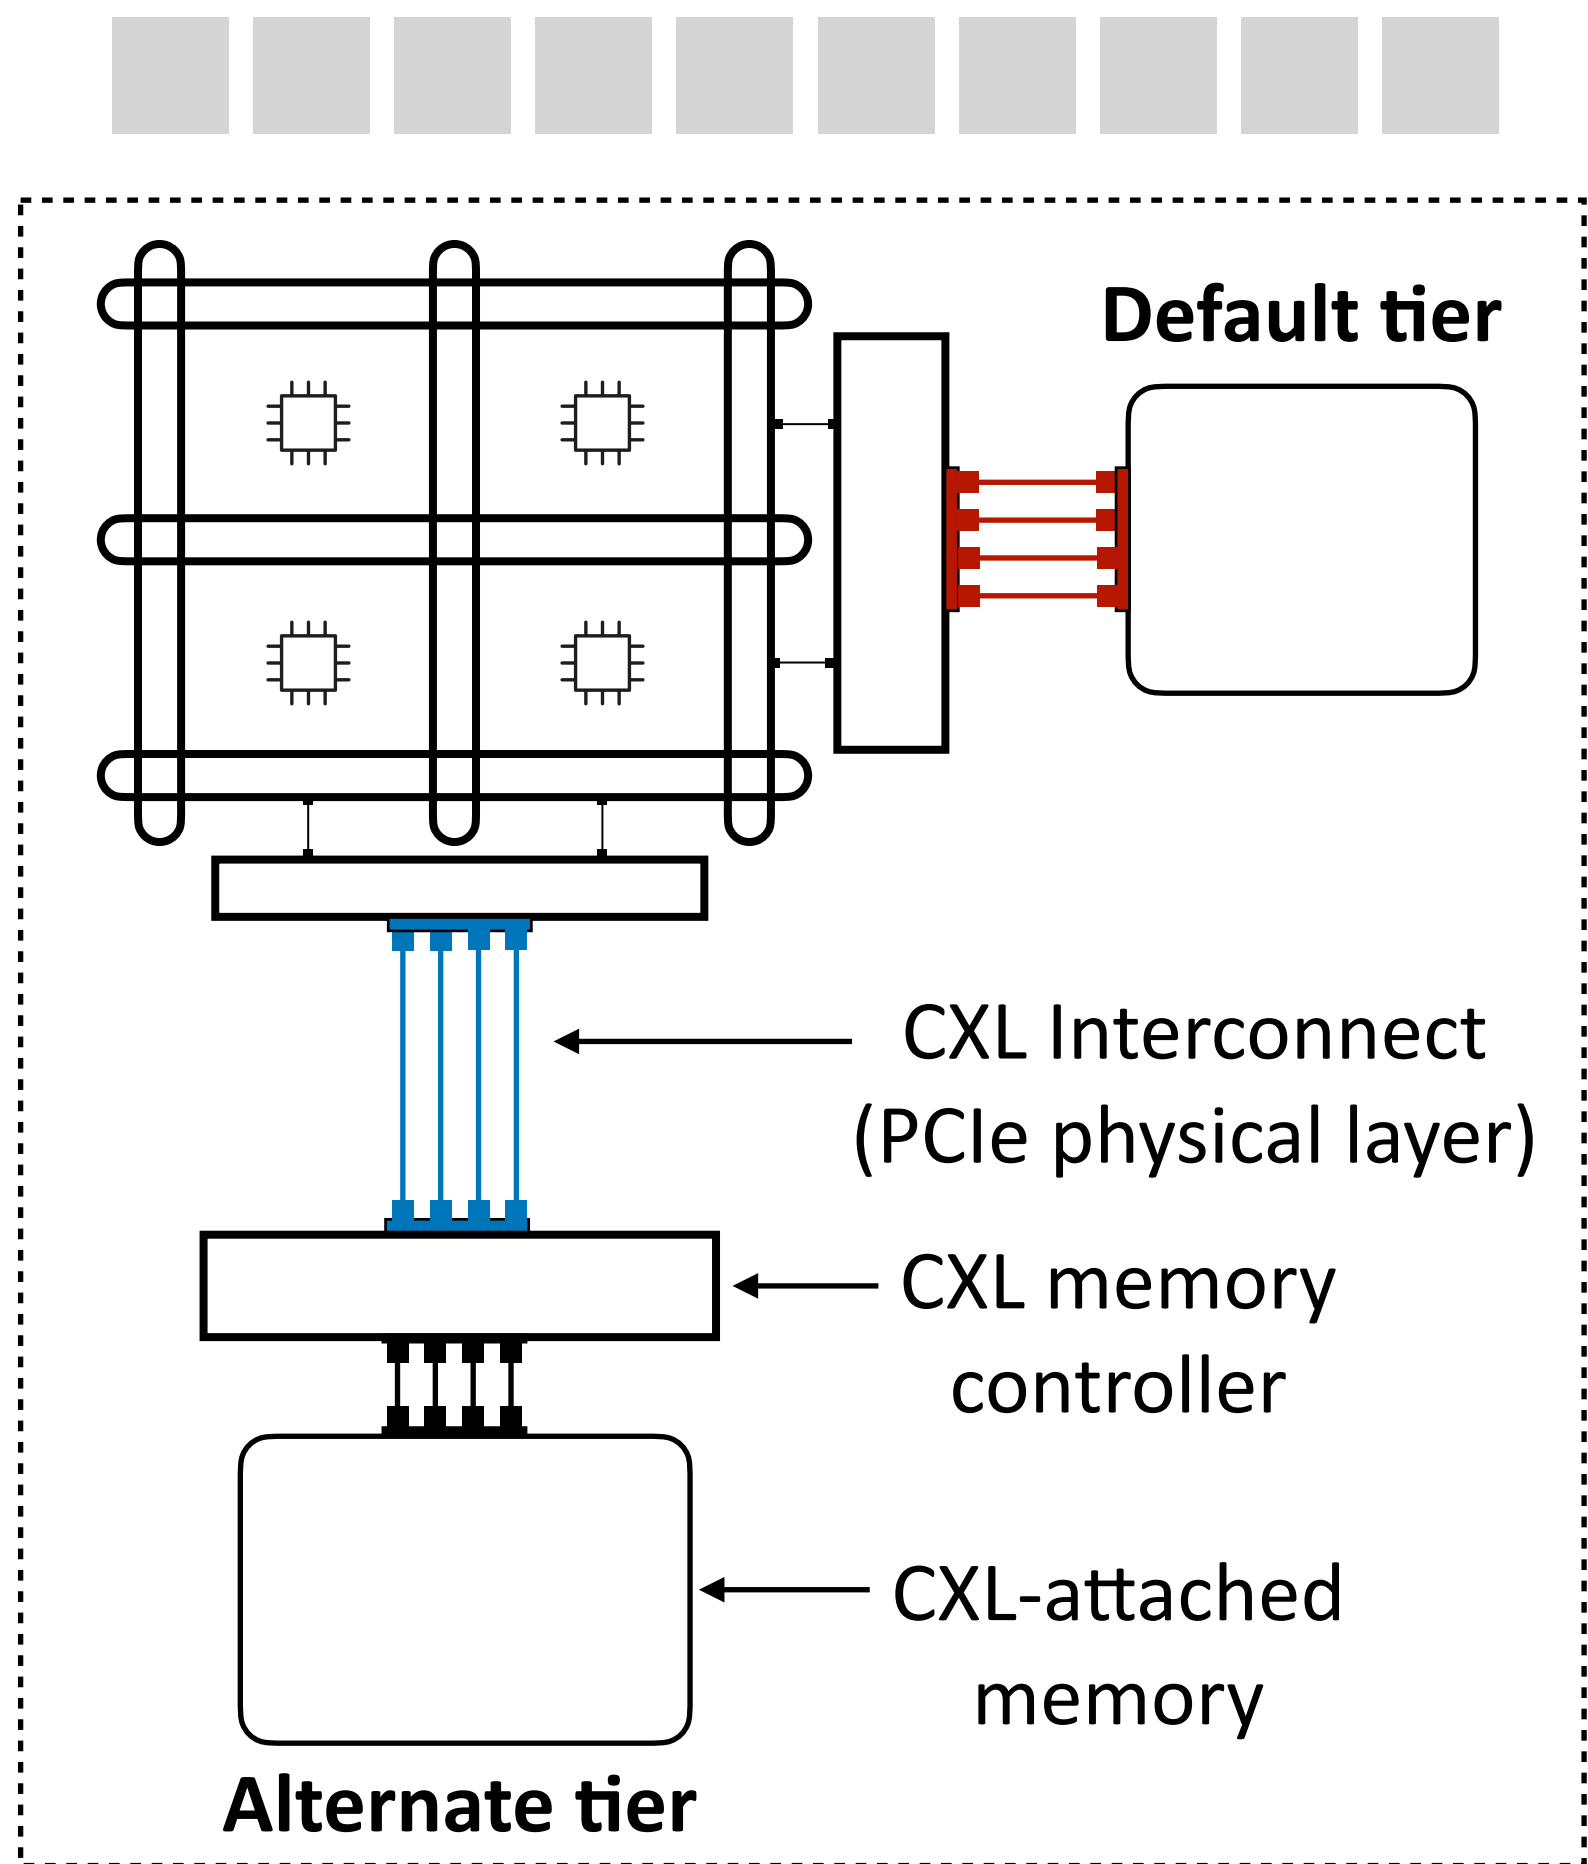 Default tier
CXL Interconnect
(PCIe physical layer)
CXL memory
controller
CXL-attached
memory
Alternate tier